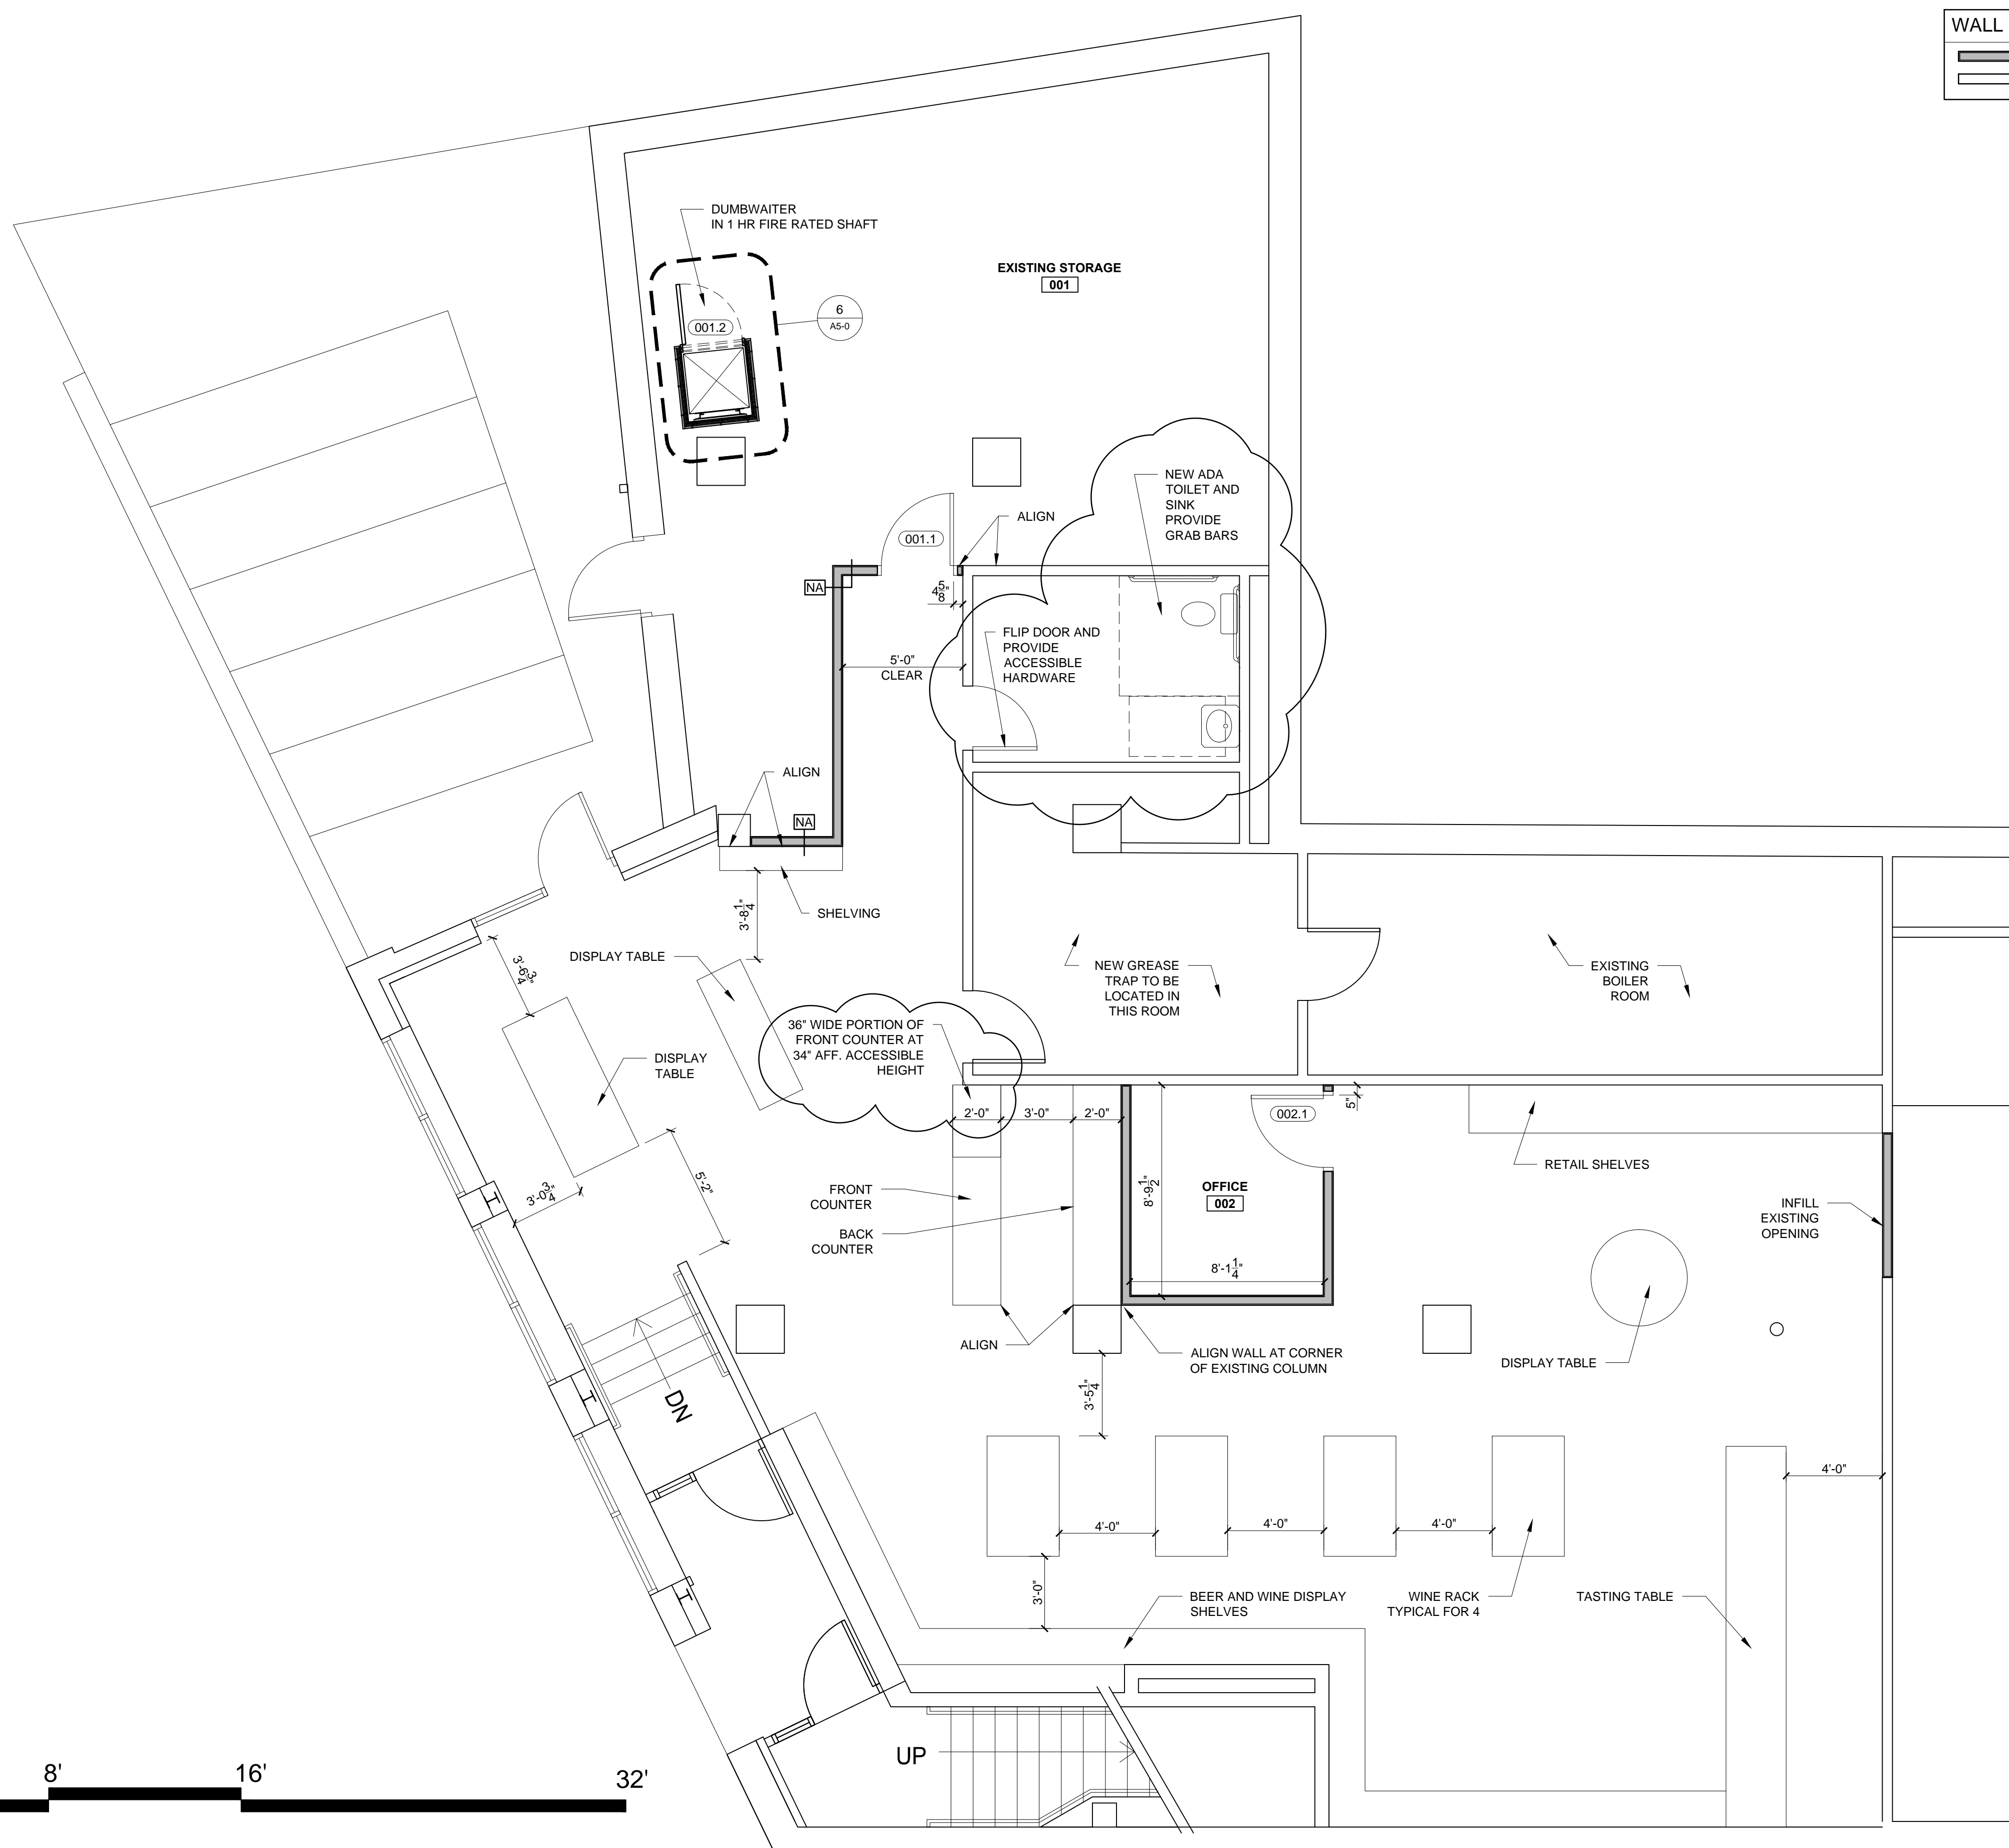 WALL
DUMBWAITER
IN 1 HR FIRE RATED SHAFT
EXISTING STORAGE
001
6
A5-0
001.2
NEW ADA
TOILET AND
SINK
PROVIDE
GRAB BARS
ALIGN
001.1
NA
4 5/8"
FLIP DOOR AND
PROVIDE
ACCESSIBLE
HARDWARE
5'-0"
CLEAR
ALIGN
NA
SHELVING
3'-8 1/4"
DISPLAY TABLE
3'-6 3/4"
NEW GREASE
TRAP TO BE
LOCATED IN
THIS ROOM
EXISTING
BOILER
ROOM
36" WIDE PORTION OF
FRONT COUNTER AT
34" AFF. ACCESSIBLE
HEIGHT
DISPLAY
TABLE
2'-0"
3'-0"
2'-0"
002.1
5"
RETAIL SHELVES
5'-2"
3'-0 3/4"
FRONT
COUNTER
8'-9 1/2"
OFFICE
002
INFILL
EXISTING
OPENING
BACK
COUNTER
8'-1 1/4"
ALIGN
ALIGN WALL AT CORNER
OF EXISTING COLUMN
DISPLAY TABLE
3'-5 1/4"
DN
4'-0"
4'-0"
4'-0"
4'-0"
3'-0"
BEER AND WINE DISPLAY
SHELVES
WINE RACK
TYPICAL FOR 4
TASTING TABLE
UP
8'
16'
32'